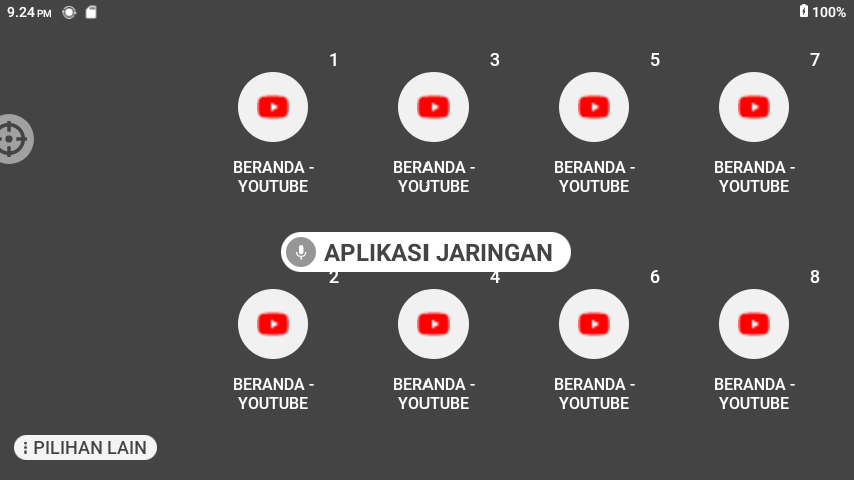 9.24 PM
100%
1
3
5
7
BERANDA -
YOUTUBE
BERANDA -
YOUTUBE
BERANDA -
YOUTUBE
BERANDA -
YOUTUBE
APLIKASI JARINGAN
2
4
6
8
BERANDA -
YOUTUBE
BERANDA -
YOUTUBE
BERANDA -
YOUTUBE
BERANDA -
YOUTUBE
PILIHAN LAIN